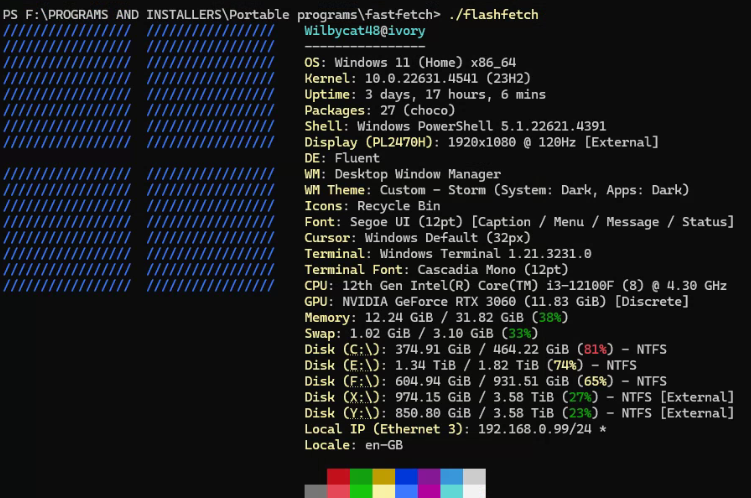 PS F:\PROGRAMS AND INSTALLERS\Portable programs\fastfetch> ./flashfetch
///////////////// ///////////////// Wilbycat48@ivory
///////////////// ///////////////// ----------------
///////////////// ///////////////// OS: Windows 11 (Home) x86_64
///////////////// ///////////////// Kernel: 10.0.22631.4541 (23H2)
///////////////// ///////////////// Uptime: 3 days, 17 hours, 6 mins
///////////////// ///////////////// Packages: 27 (choco)
///////////////// ///////////////// Shell: Windows PowerShell 5.1.22621.4391
///////////////// ///////////////// Display (PL2470H): 1920x1080 @ 120Hz [External]
DE: Fluent
///////////////// ///////////////// WM: Desktop Window Manager
///////////////// ///////////////// WM Theme: Custom - Storm (System: Dark, Apps: Dark)
///////////////// ///////////////// Icons: Recycle Bin
///////////////// ///////////////// Font: Segoe UI (12pt) [Caption / Menu / Message / Status]
///////////////// ///////////////// Cursor: Windows Default (32px)
///////////////// ///////////////// Terminal: Windows Terminal 1.21.3231.0
///////////////// ///////////////// Terminal Font: Cascadia Mono (12pt)
///////////////// ///////////////// CPU: 12th Gen Intel(R) Core(TM) i3-12100F (8) @ 4.30 GHz
GPU: NVIDIA GeForce RTX 3060 (11.83 GiB) [Discrete]
Memory: 12.24 GiB / 31.82 GiB (38%)
Swap: 1.02 GiB / 3.10 GiB (33%)
Disk (C:\): 374.91 GiB / 464.22 GiB (81%) - NTFS
Disk (E:\): 1.34 TiB / 1.82 TiB (74%) - NTFS
Disk (F:\): 604.94 GiB / 931.51 GiB (65%) - NTFS
Disk (X:\): 974.15 GiB / 3.58 TiB (27%) - NTFS [External]
Disk (Y:\): 850.80 GiB / 3.58 TiB (23%) - NTFS [External]
Local IP (Ethernet 3): 192.168.0.99/24 *
Locale: en-GB